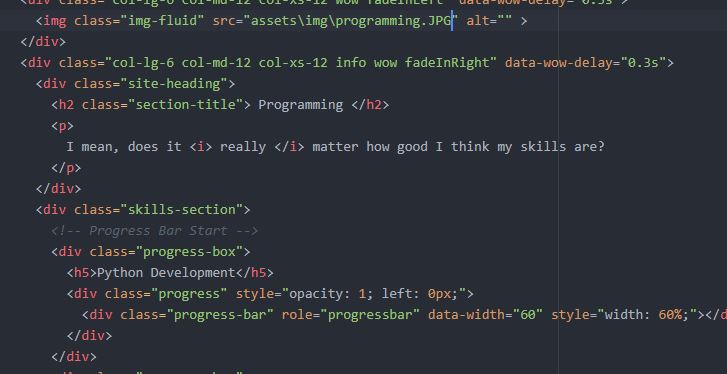 <div class="col-lg-6 col-md-12 col-xs-12 wow fadeInLeft" data-wow-delay="0.3s">
<img class="img-fluid" src="assets\img\programming.JPG" alt="" >
</div>
<div class="col-lg-6 col-md-12 col-xs-12 info wow fadeInRight" data-wow-delay="0.3s">
<div class="site-heading">
<h2 class="section-title"> Programming </h2>
<p>
I mean, does it <i> really </i> matter how good I think my skills are?
</p>
</div>
<div class="skills-section">
<!-- Progress Bar Start -->
<div class="progress-box">
<h5>Python Development</h5>
<div class="progress" style="opacity: 1; left: 0px;">
<div class="progress-bar" role="progressbar" data-width="60" style="width: 60%;"></d
</div>
</div>